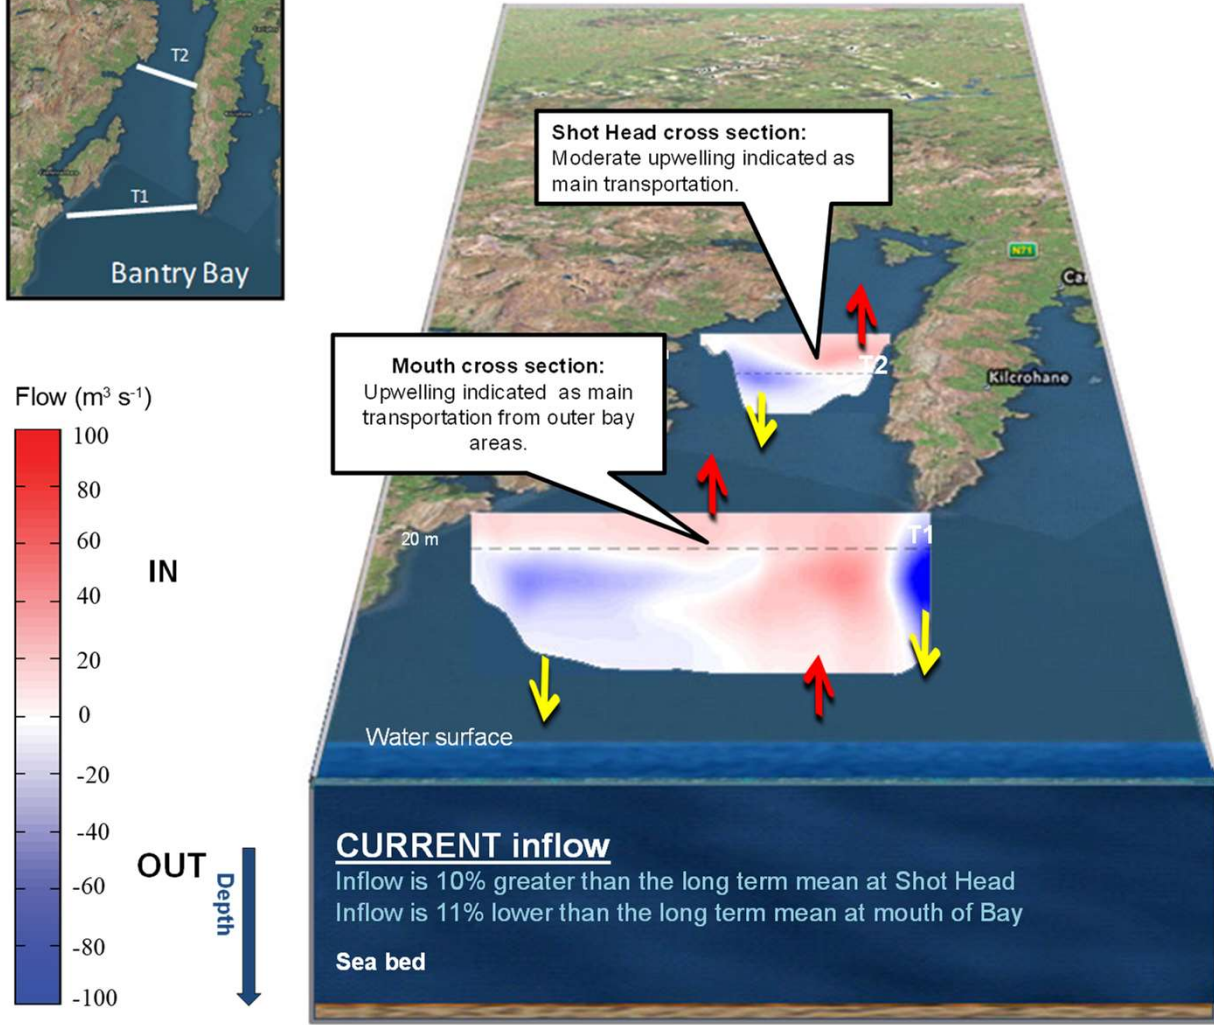 T2
T1
Bantry Bay
Shot Head cross section:
Moderate upwelling indicated as
main transportation.
N71
Kilcrohane
T2
Mouth cross section:
Upwelling indicated as main
transportation from outer bay
areas.
20 m
T1
Water surface
Flow (m³ s⁻¹)
100
80
60
40
20
0
-20
-40
-60
-80
-100
IN
OUT
Depth
CURRENT inflow
Inflow is 10% greater than the long term mean at Shot Head
Inflow is 11% lower than the long term mean at mouth of Bay
Sea bed